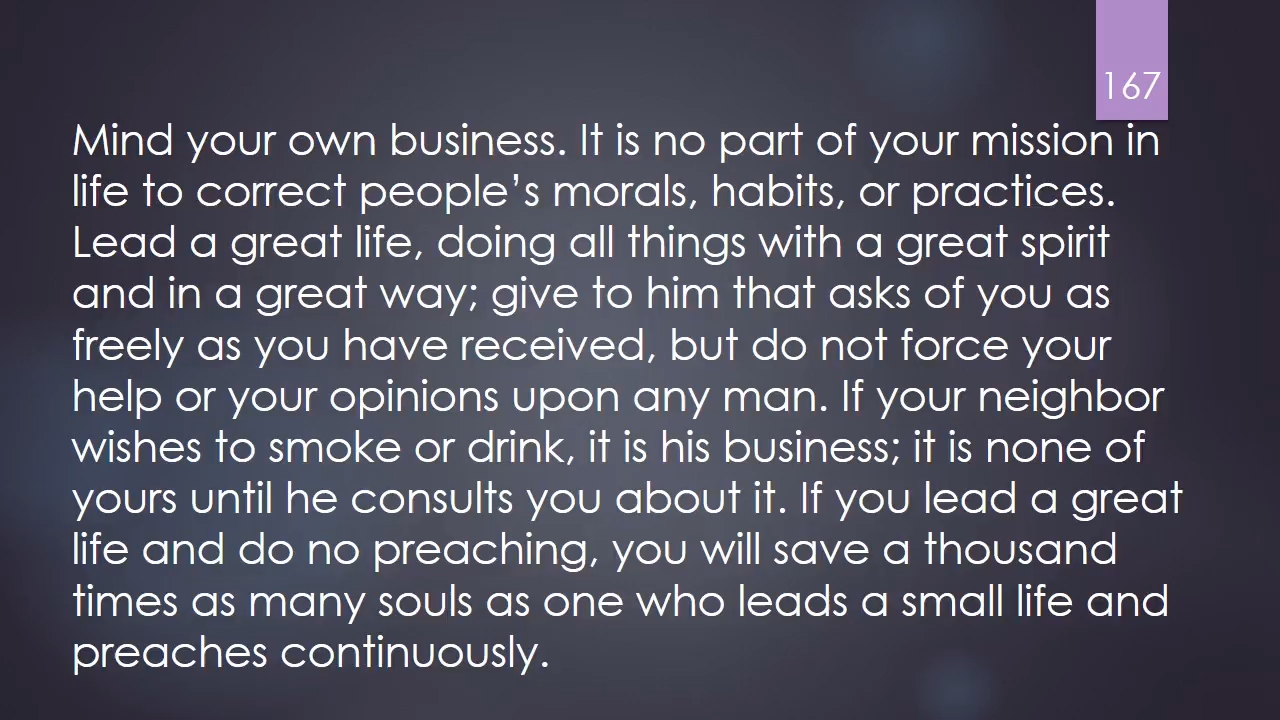 167
Mind your own business. It is no part of your mission in
life to correct people’s morals, habits, or practices.
Lead a great life, doing all things with a great spirit
and in a great way; give to him that asks of you as
freely as you have received, but do not force your
help or your opinions upon any man. If your neighbor
wishes to smoke or drink, it is his business; it is none of
yours until he consults you about it. If you lead a great
life and do no preaching, you will save a thousand
times as many souls as one who leads a small life and
preaches continuously.